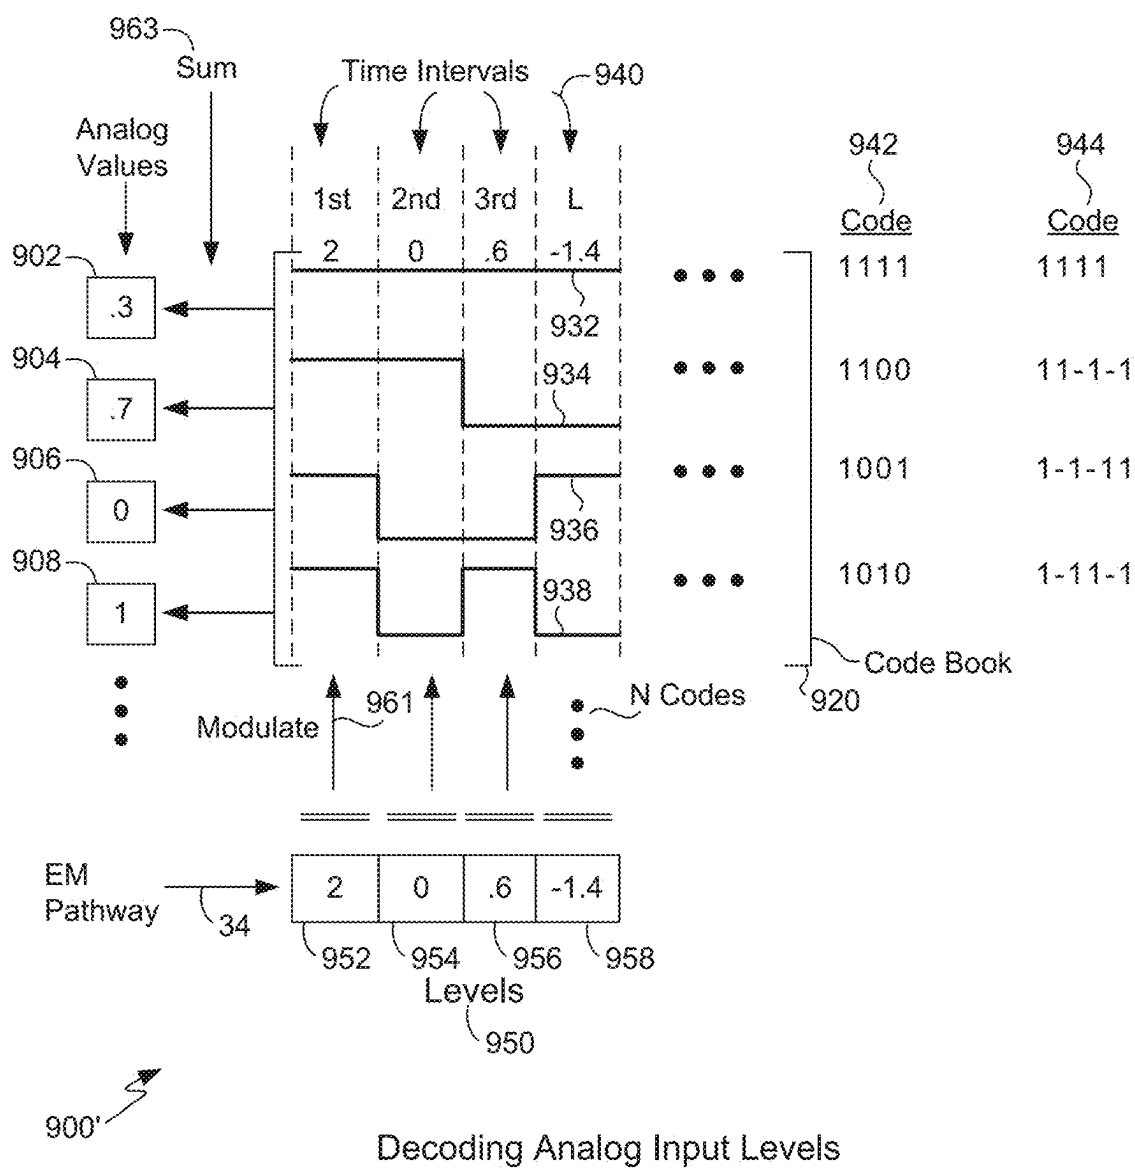 963
Sum
Time Intervals
940
Analog
Values
942
944
1st 2nd 3rd L
Code
Code
2 0 .6 -1.4
902
.3
932
1111
1111
904
.7
934
1100
11-1-1
906
0
936
1001
1-1-11
908
1
938
1010
1-11-1
Code Book
920
Modulate
961
N Codes
EM
Pathway
34
2 0 .6 -1.4
952 954 956 958
Levels
950
900'
Decoding Analog Input Levels